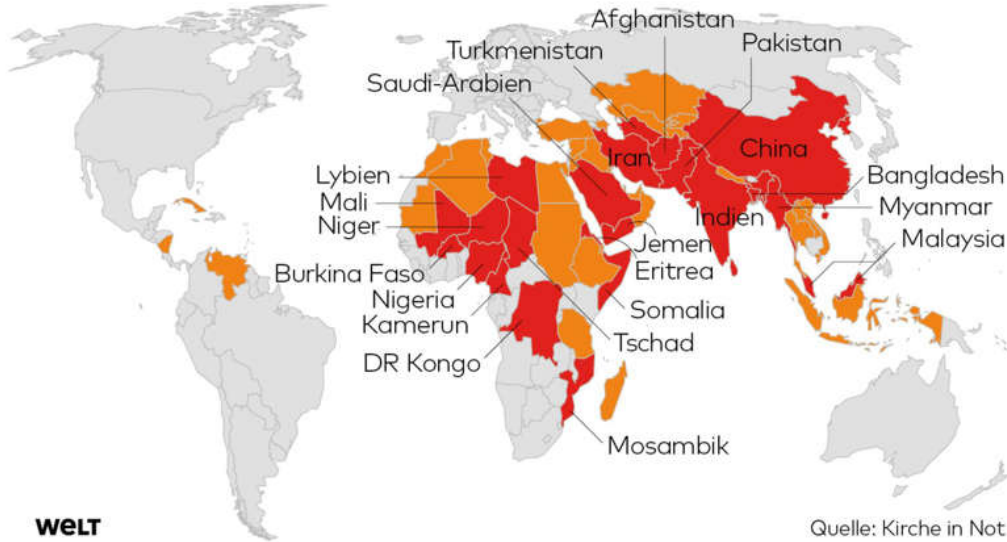 Afghanistan
Turkmenistan
Pakistan
Saudi-Arabien
Iran
China
Lybien
Bangladesh
Mali
Myanmar
Niger
Indien
Malaysia
Jemen
Burkina Faso
Eritrea
Nigeria
Somalia
Kamerun
Tschad
DR Kongo
Mosambik
WELT
Quelle: Kirche in Not